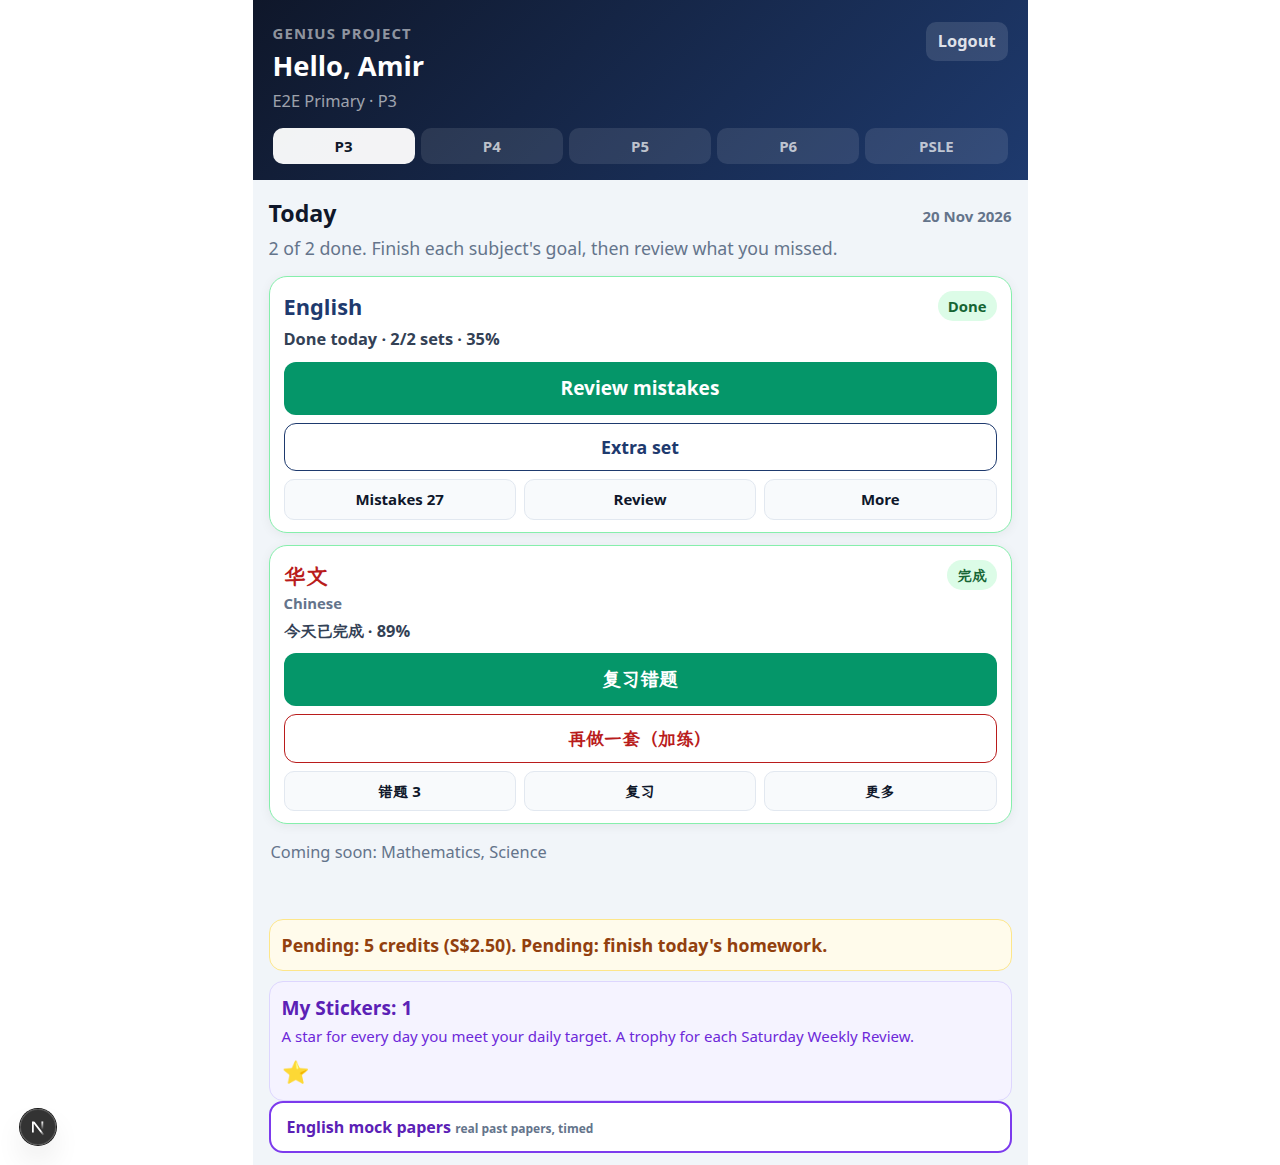 GENIUS PROJECT
Logout
Hello, Amir
E2E Primary · P3
P3
P4
P5
P6
PSLE
Today
20 Nov 2026
2 of 2 done. Finish each subject's goal, then review what you missed.
English
Done
Done today · 2/2 sets · 35%
Review mistakes
Extra set
Mistakes 27
Review
More
华文
完成
Chinese
今天已完成 · 89%
复习错题
再做一套（加练）
错题 3
复习
更多
Coming soon: Mathematics, Science
Pending: 5 credits (S$2.50). Pending: finish today's homework.
My Stickers: 1
A star for every day you meet your daily target. A trophy for each Saturday Weekly Review.
English mock papers real past papers, timed
N